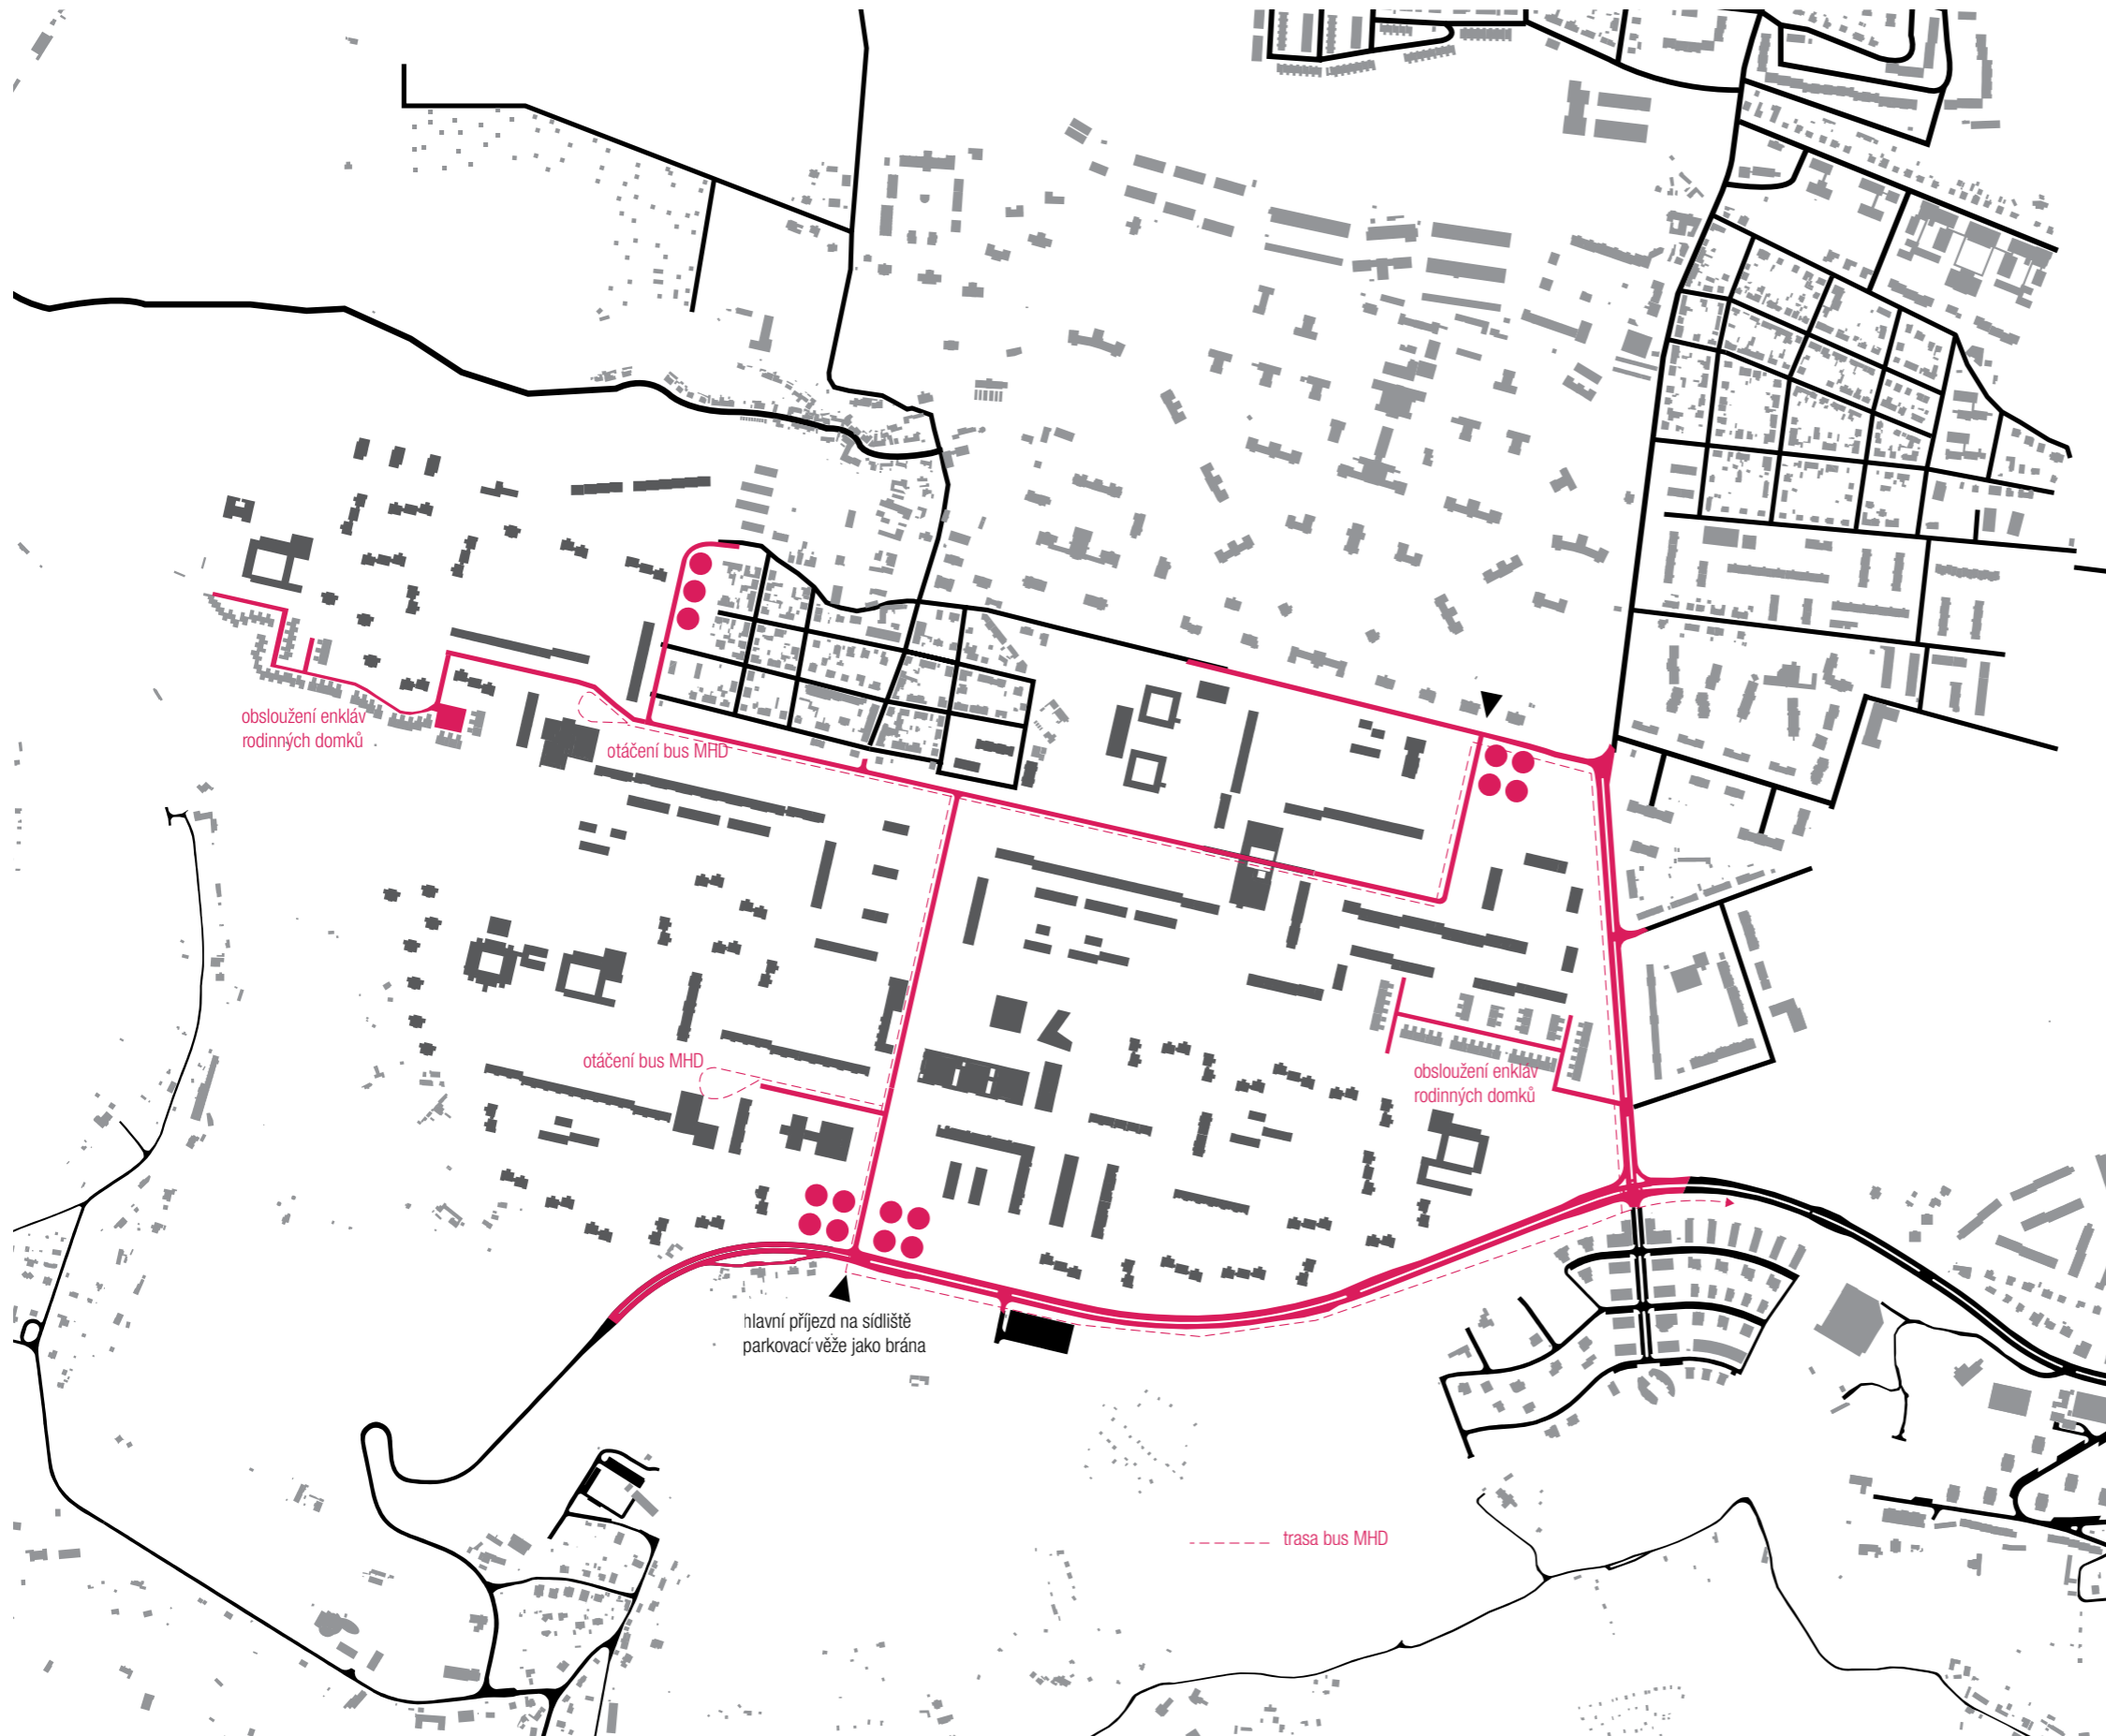 obsloužení enkláv
rodinných domků
otáčení bus MHD
otáčení bus MHD
obsloužení enkláv
rodinných domků
hlavní příjezd na sídliště
parkovací věže jako brána
trasa bus MHD